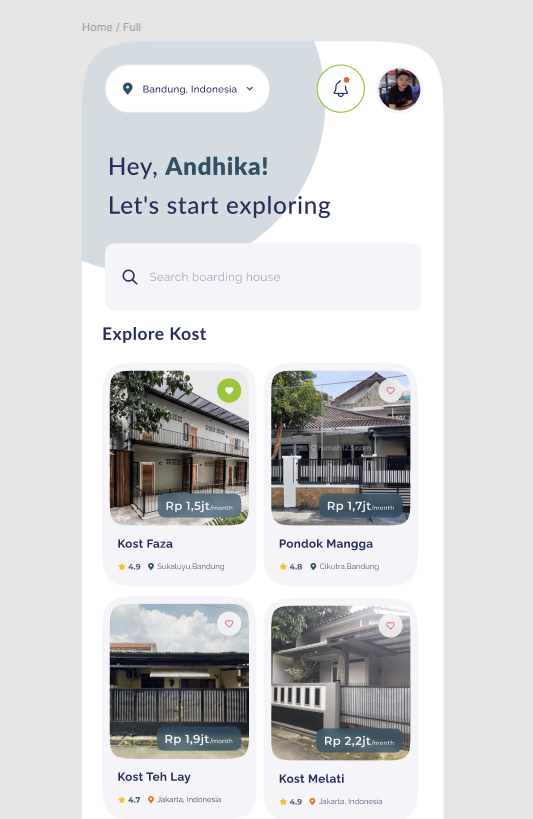 Home / Full
Bandung, Indonesia
Hey, Andhika!
Let's start exploring
Search boarding house
Explore Kost
rumah123.com
Rp 1,5jt/month
Rp 1,7jt/month
Kost Faza
Pondok Mangga
4.9 Sukaluyu,Bandung
4.8 Cikutra,Bandung
Rp 1,9jt/month
Rp 2,2jt/month
Kost Teh Lay
Kost Melati
4.7 Jakarta, Indonesia
4.9 Jakarta, Indonesia